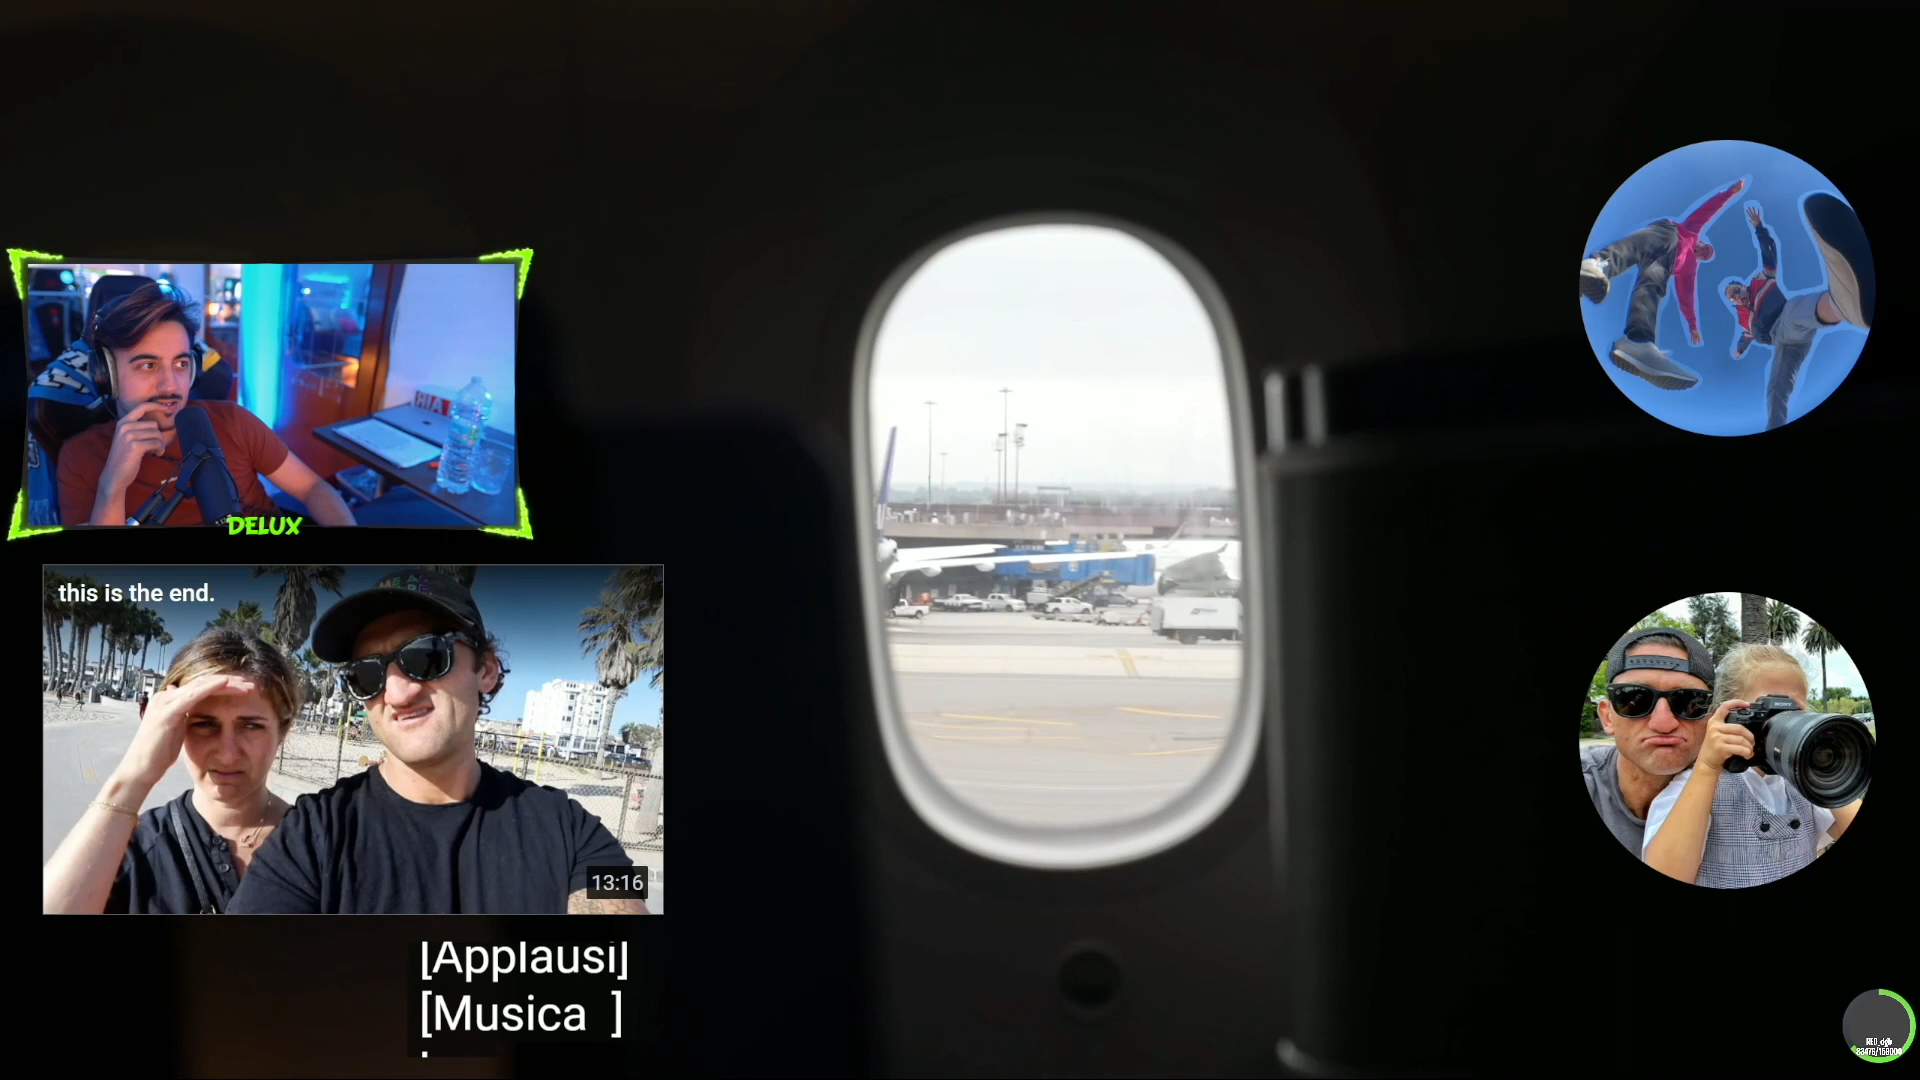 DELUX
this is the end.
13:16
[Applausi]
[Musica ]